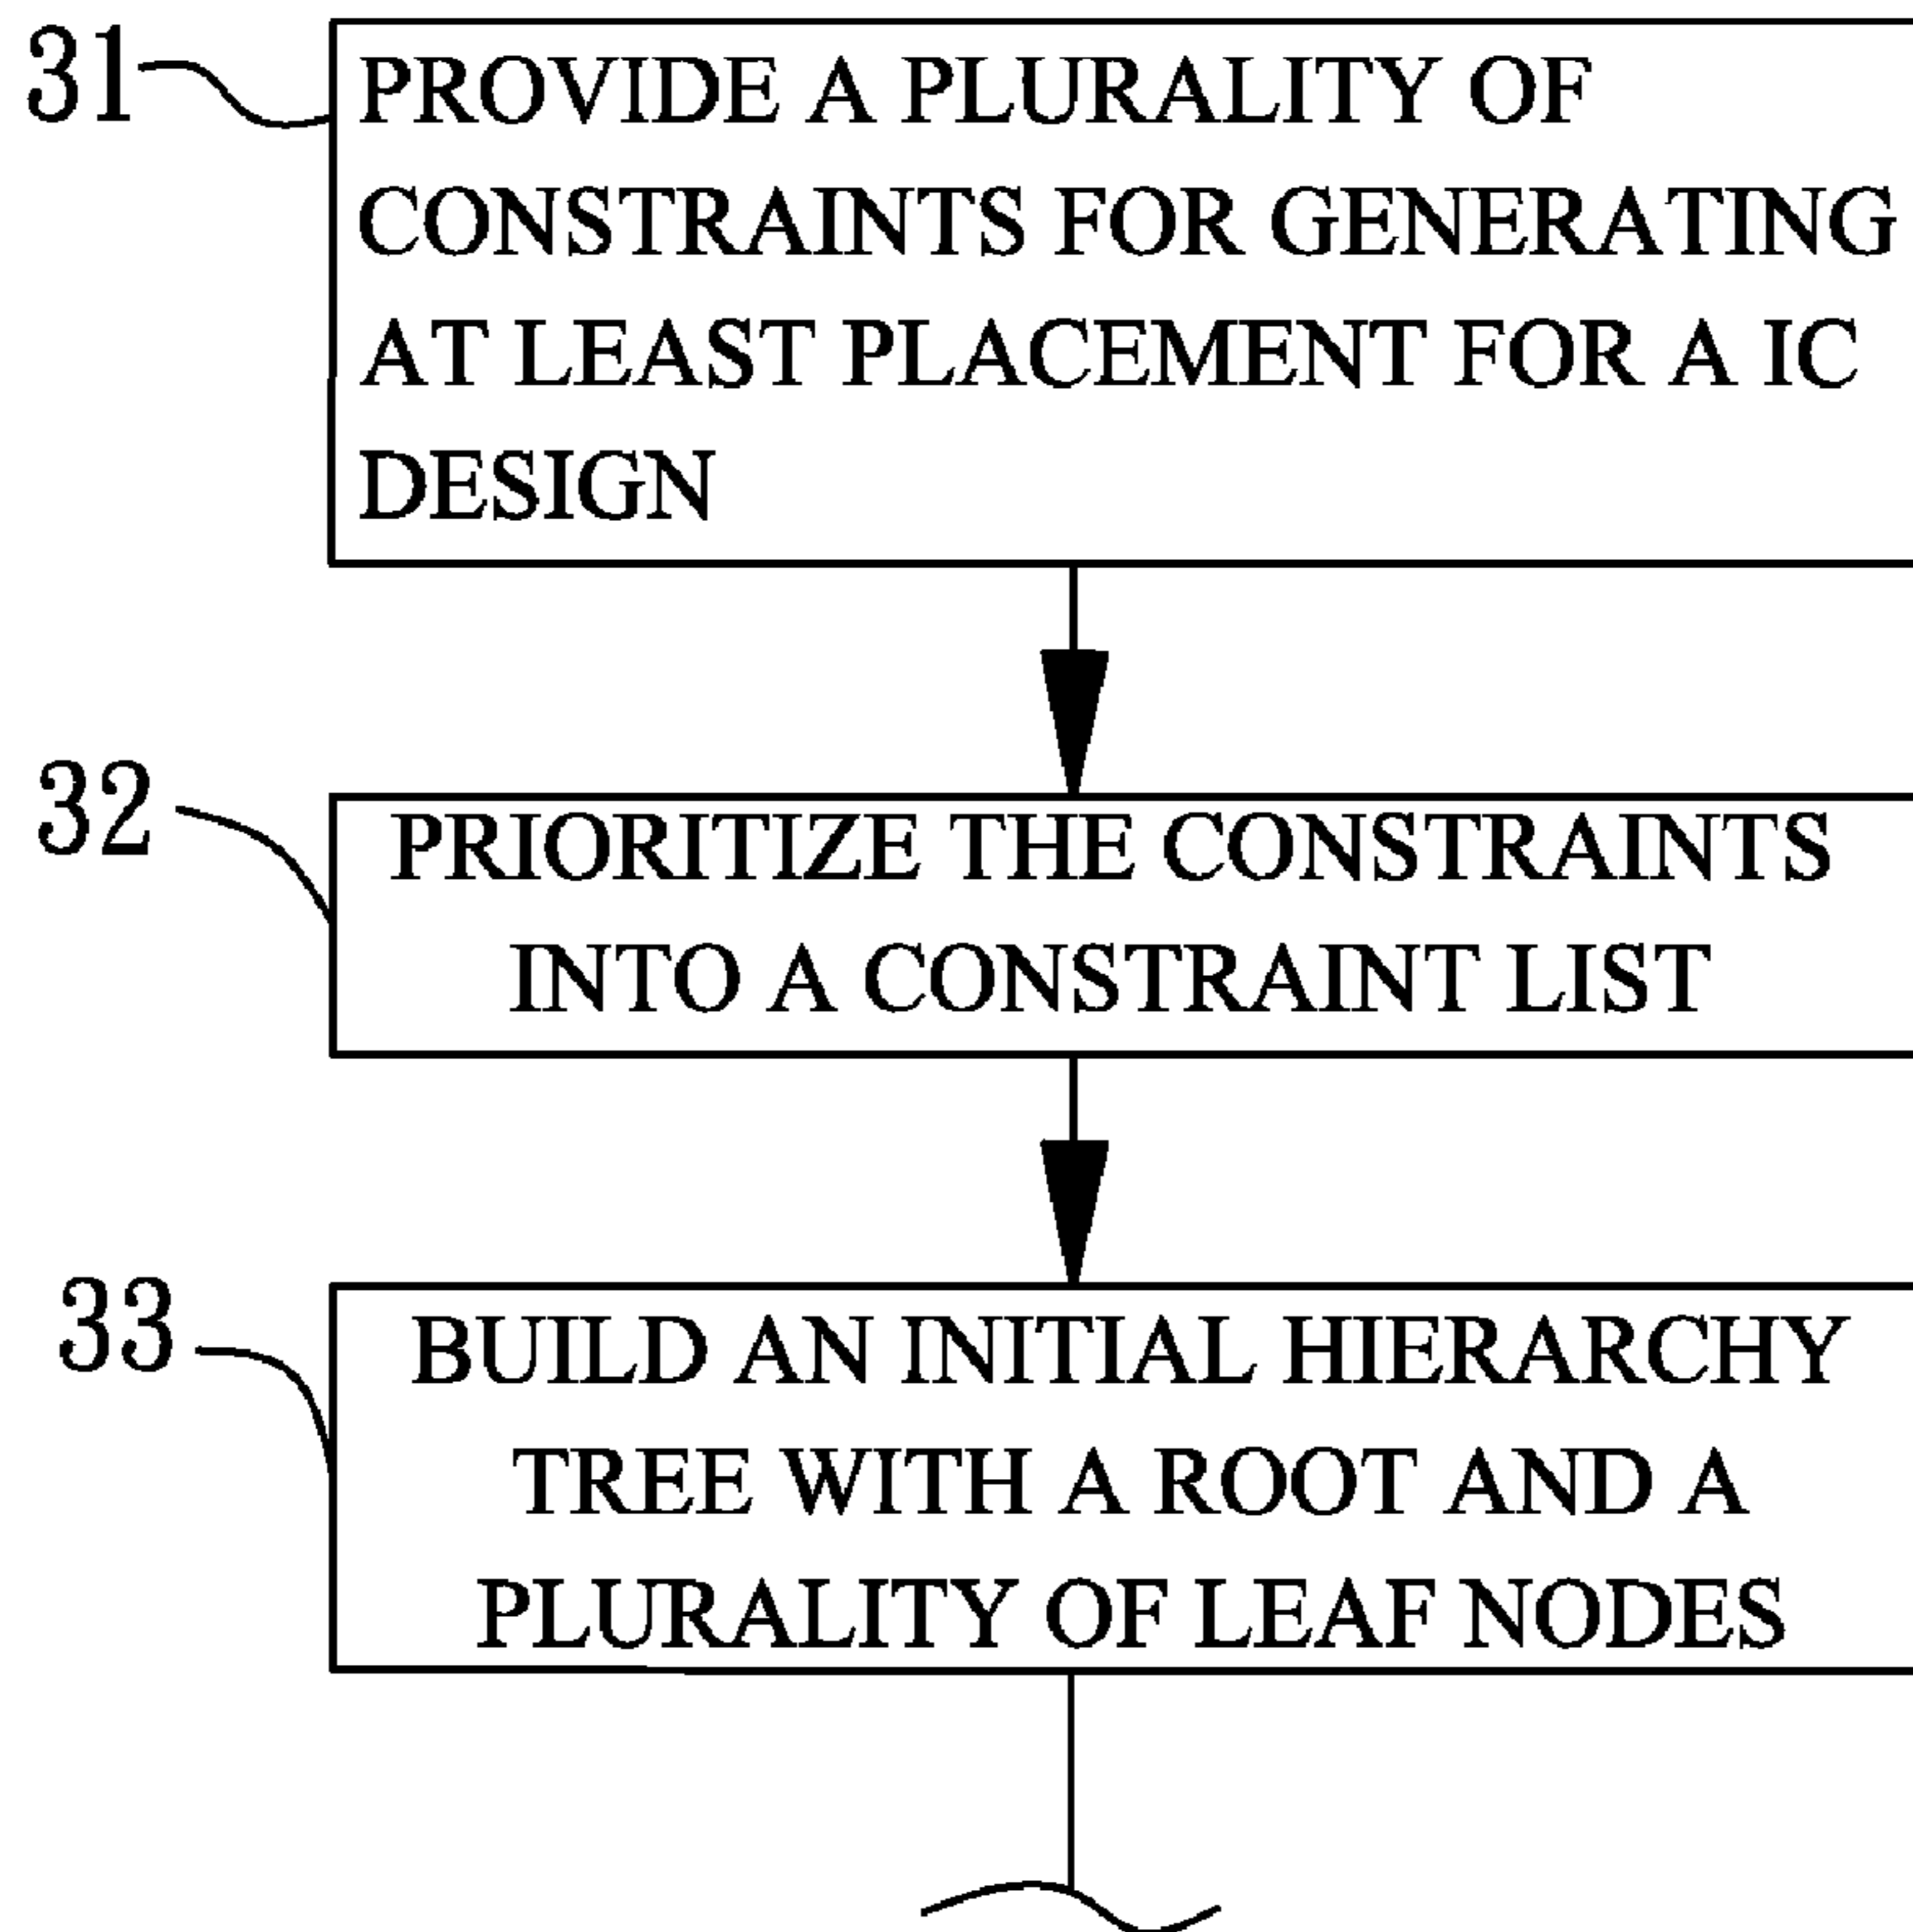 31
PROVIDE A PLURALITY OF
CONSTRAINTS FOR GENERATING
AT LEAST PLACEMENT FOR A IC
DESIGN
32
PRIORITIZE THE CONSTRAINTS
INTO A CONSTRAINT LIST
33
BUILD AN INITIAL HIERARCHY
TREE WITH A ROOT AND A
PLURALITY OF LEAF NODES